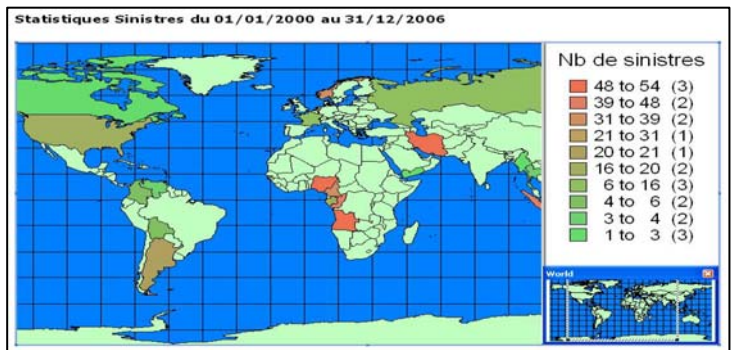 Statistiques Sinistres du 01/01/2000 au 31/12/2006
Nb de sinistres
48 to 54 (3)
39 to 48 (2)
31 to 39 (2)
21 to 31 (1)
20 to 21 (1)
16 to 20 (2)
6 to 16 (3)
4 to 6 (2)
3 to 4 (2)
1 to 3 (3)
World